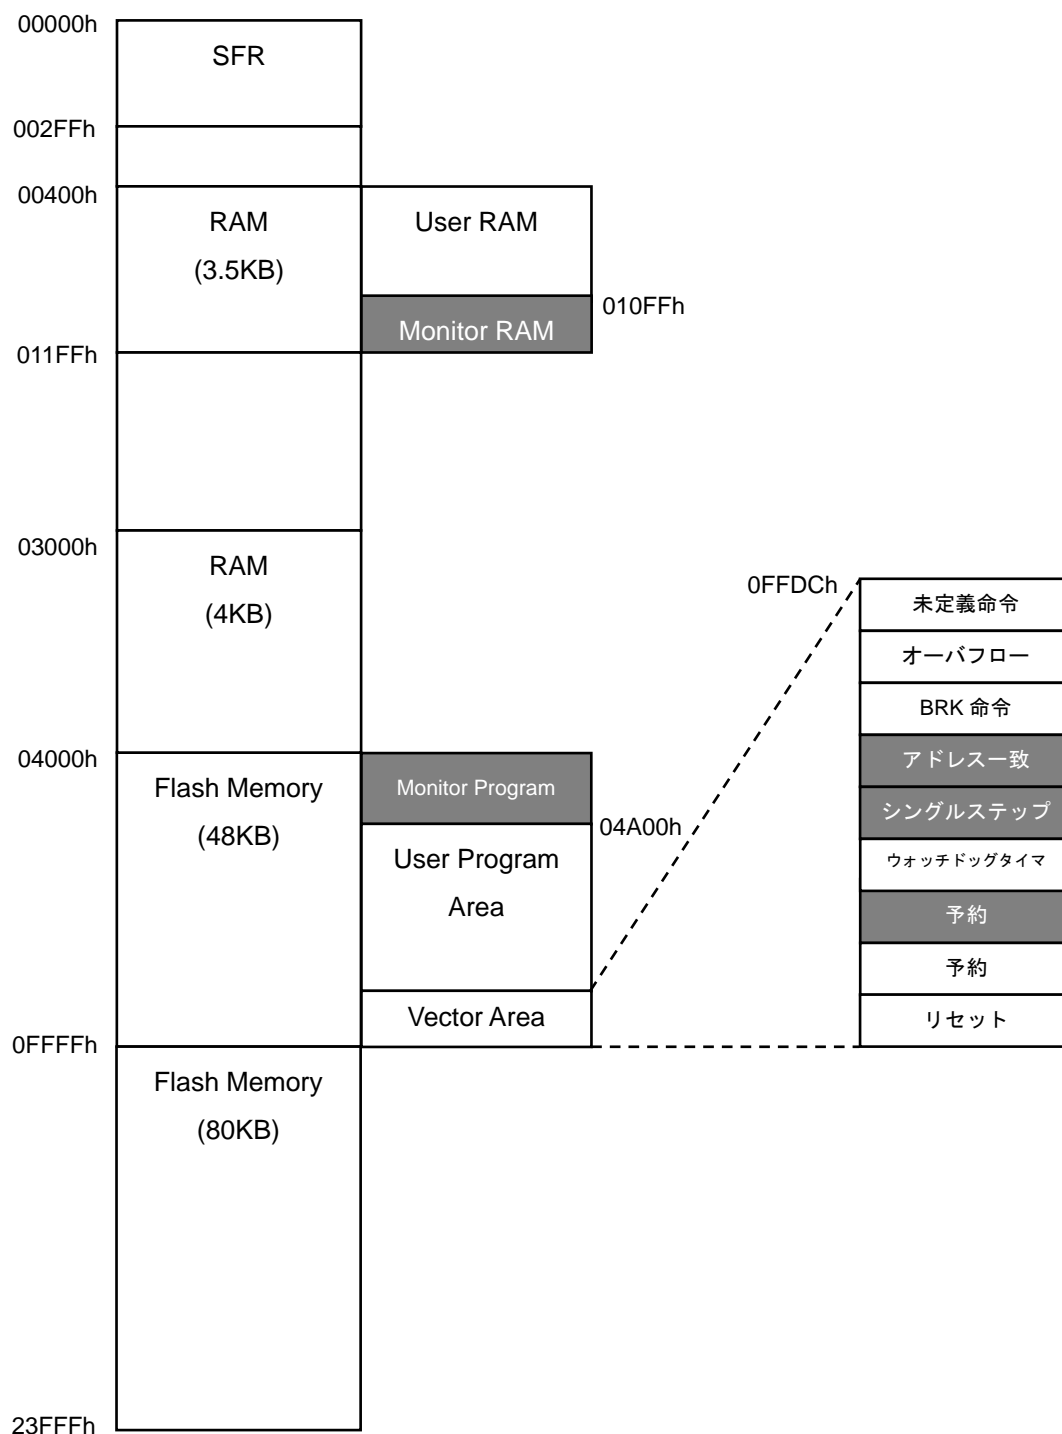 00000h
SFR
002FFh
00400h
RAM
(3.5KB)
User RAM
010FFh
Monitor RAM
011FFh
03000h
RAM
(4KB)
04000h
Flash Memory
(48KB)
Monitor Program
04A00h
User Program
Area
Vector Area
0FFFFh
Flash Memory
(80KB)
23FFFh
0FFDCh
未定義命令
オーバフロー
BRK 命令
アドレス一致
シングルステップ
ウォッチドッグタイマ
予約
予約
リセット